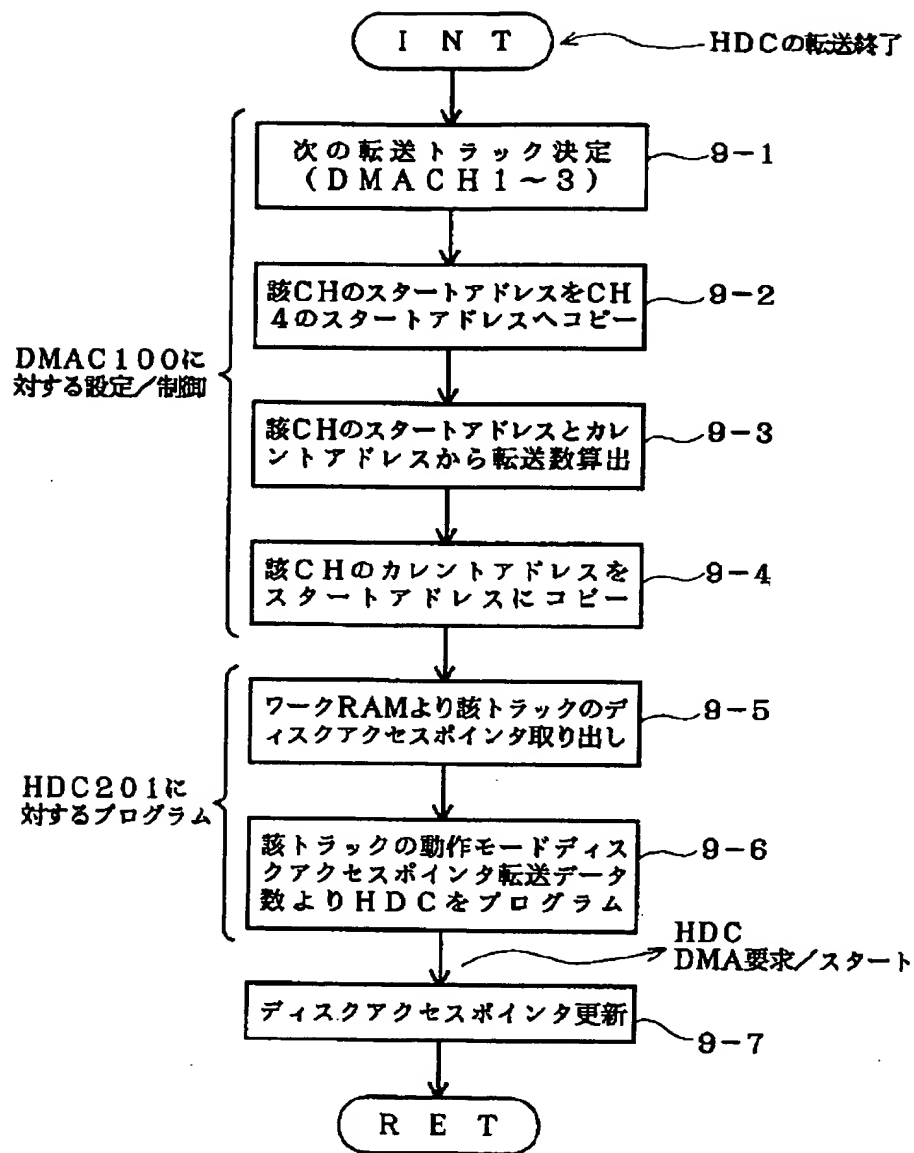 INT
HDCの転送終了
次の転送トラック決定
(DMACH1~3)
9-1
該CHのスタートアドレスをCH
4のスタートアドレスへコピー
9-2
DMAC100に
対する設定/制御
該CHのスタートアドレスとカレ
ントアドレスから転送数算出
9-3
該CHのカレントアドレスを
スタートアドレスにコピー
9-4
ワークRAMより該トラックのデ
ィスクアクセスポインタ取り出し
9-5
HDC201に
対するプログラム
該トラックの動作モードディス
クアクセスポインタ転送データ
数よりHDCをプログラム
9-6
HDC
DMA要求/スタート
ディスクアクセスポインタ更新
9-7
RET